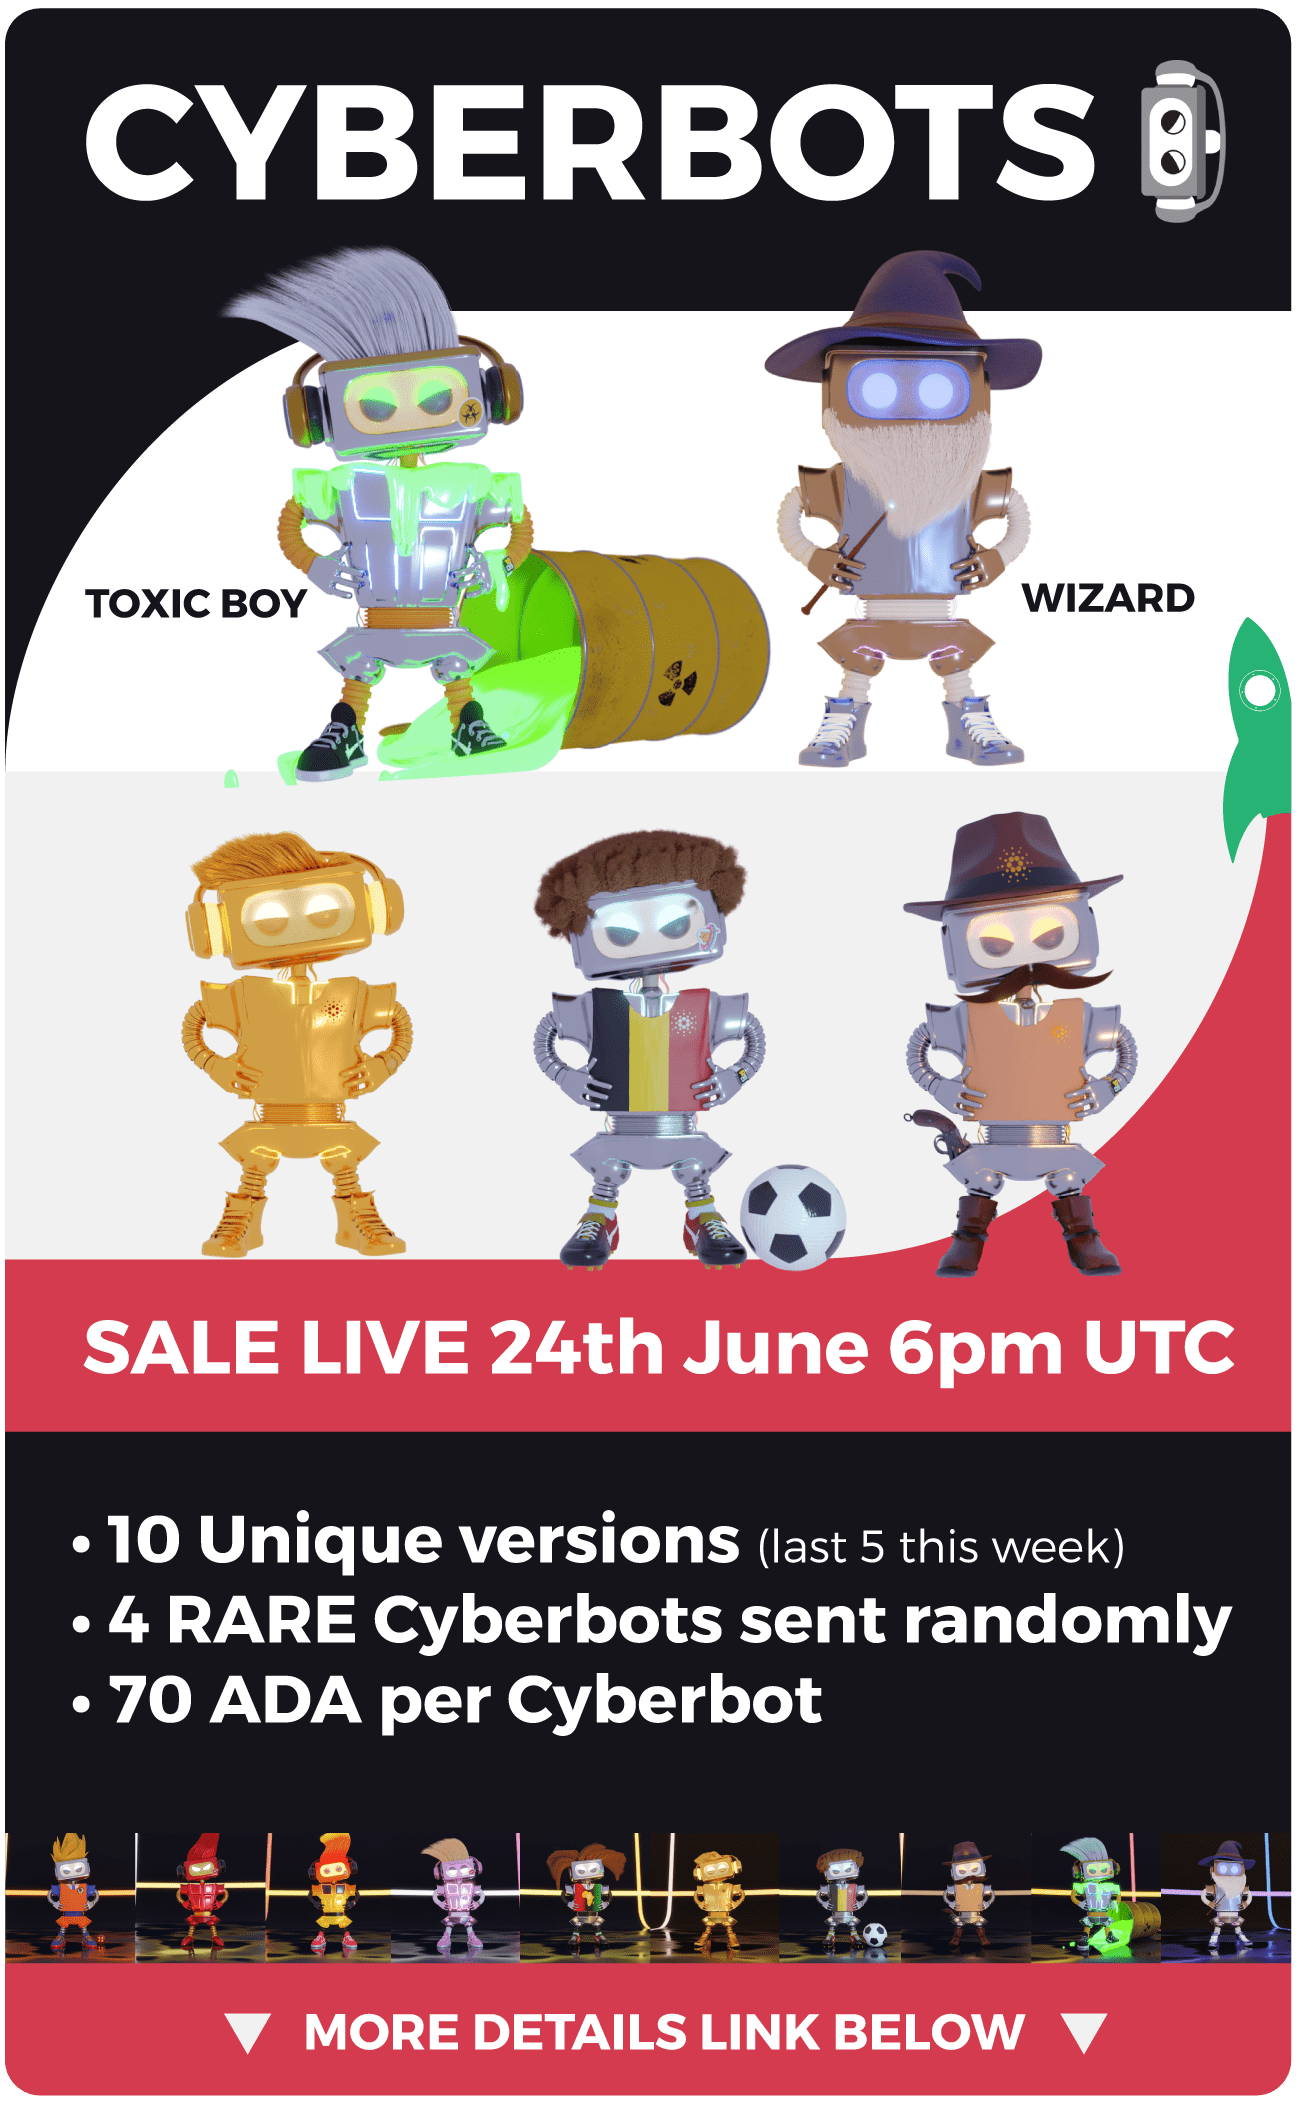 CYBERBOTS
TOXIC BOY
WIZARD
SALE LIVE 24th June 6pm UTC
• 10 Unique versions (last 5 this week)
• 4 RARE Cyberbots sent randomly
• 70 ADA per Cyberbot
MORE DETAILS LINK BELOW